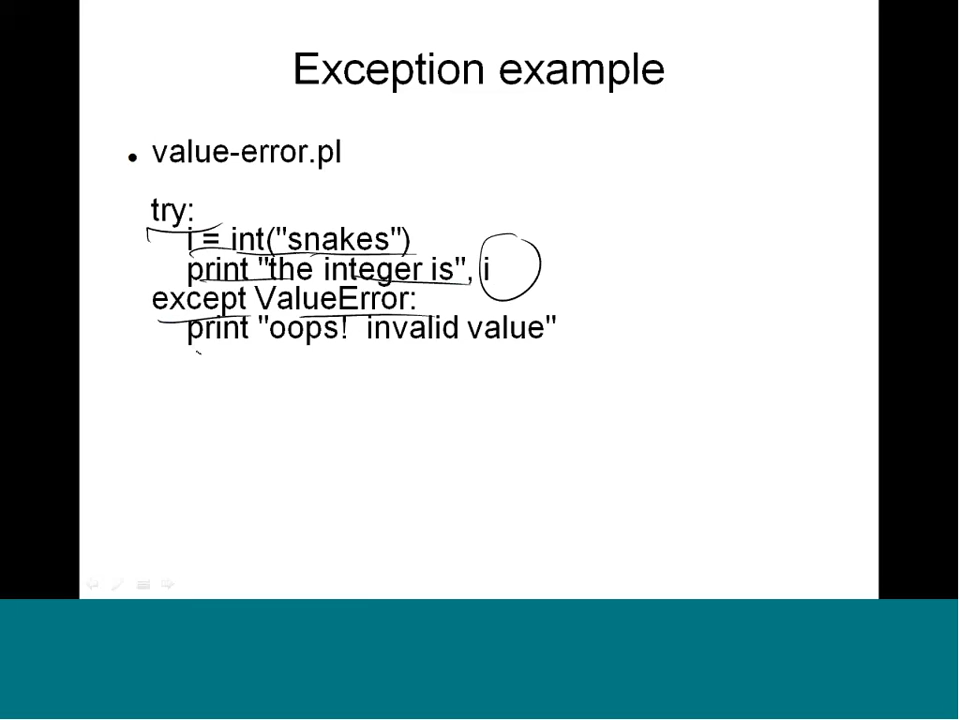 Exception example
• value-error.pl
try:
i = int("snakes")
print "the integer is", i
except ValueError:
print "oops!  invalid value"